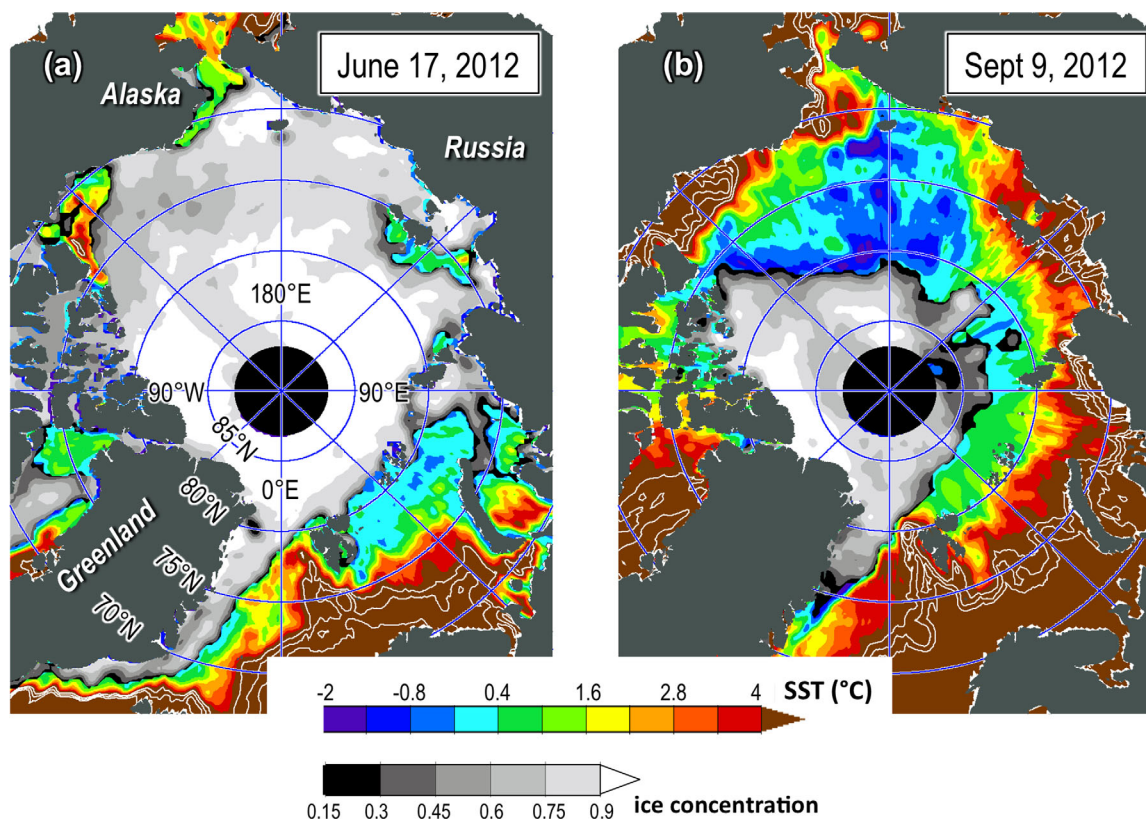 (a)
June 17, 2012
Alaska
Russia
180°E
90°W
90°E
85°N
0°E
80°N
Greenland
75°N
70°N
(b)
Sept 9, 2012
-2 -0.8 0.4 1.6 2.8 4 SST (°C)
0.15 0.3 0.45 0.6 0.75 0.9 ice concentration